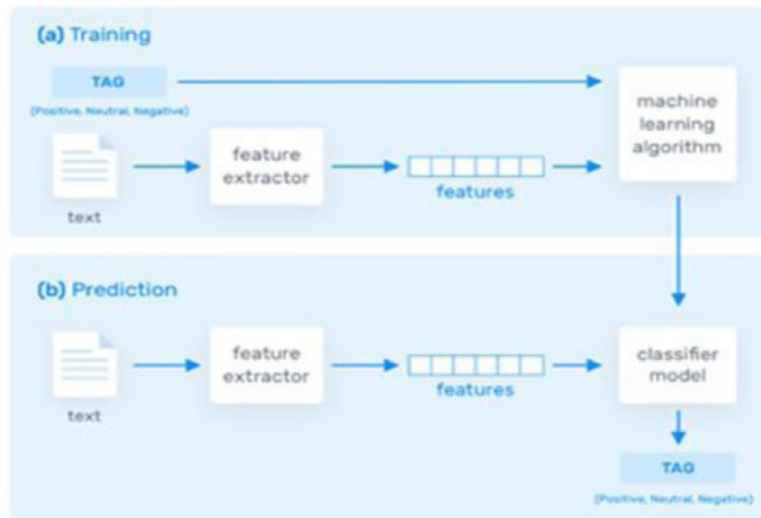 (a) Training
TAG
(Positive, Neutral, Negative)
machine
learning
algorithm
feature
extractor
features
text
(b) Prediction
feature
extractor
features
classifier
model
text
TAG
(Positive, Neutral, Negative)